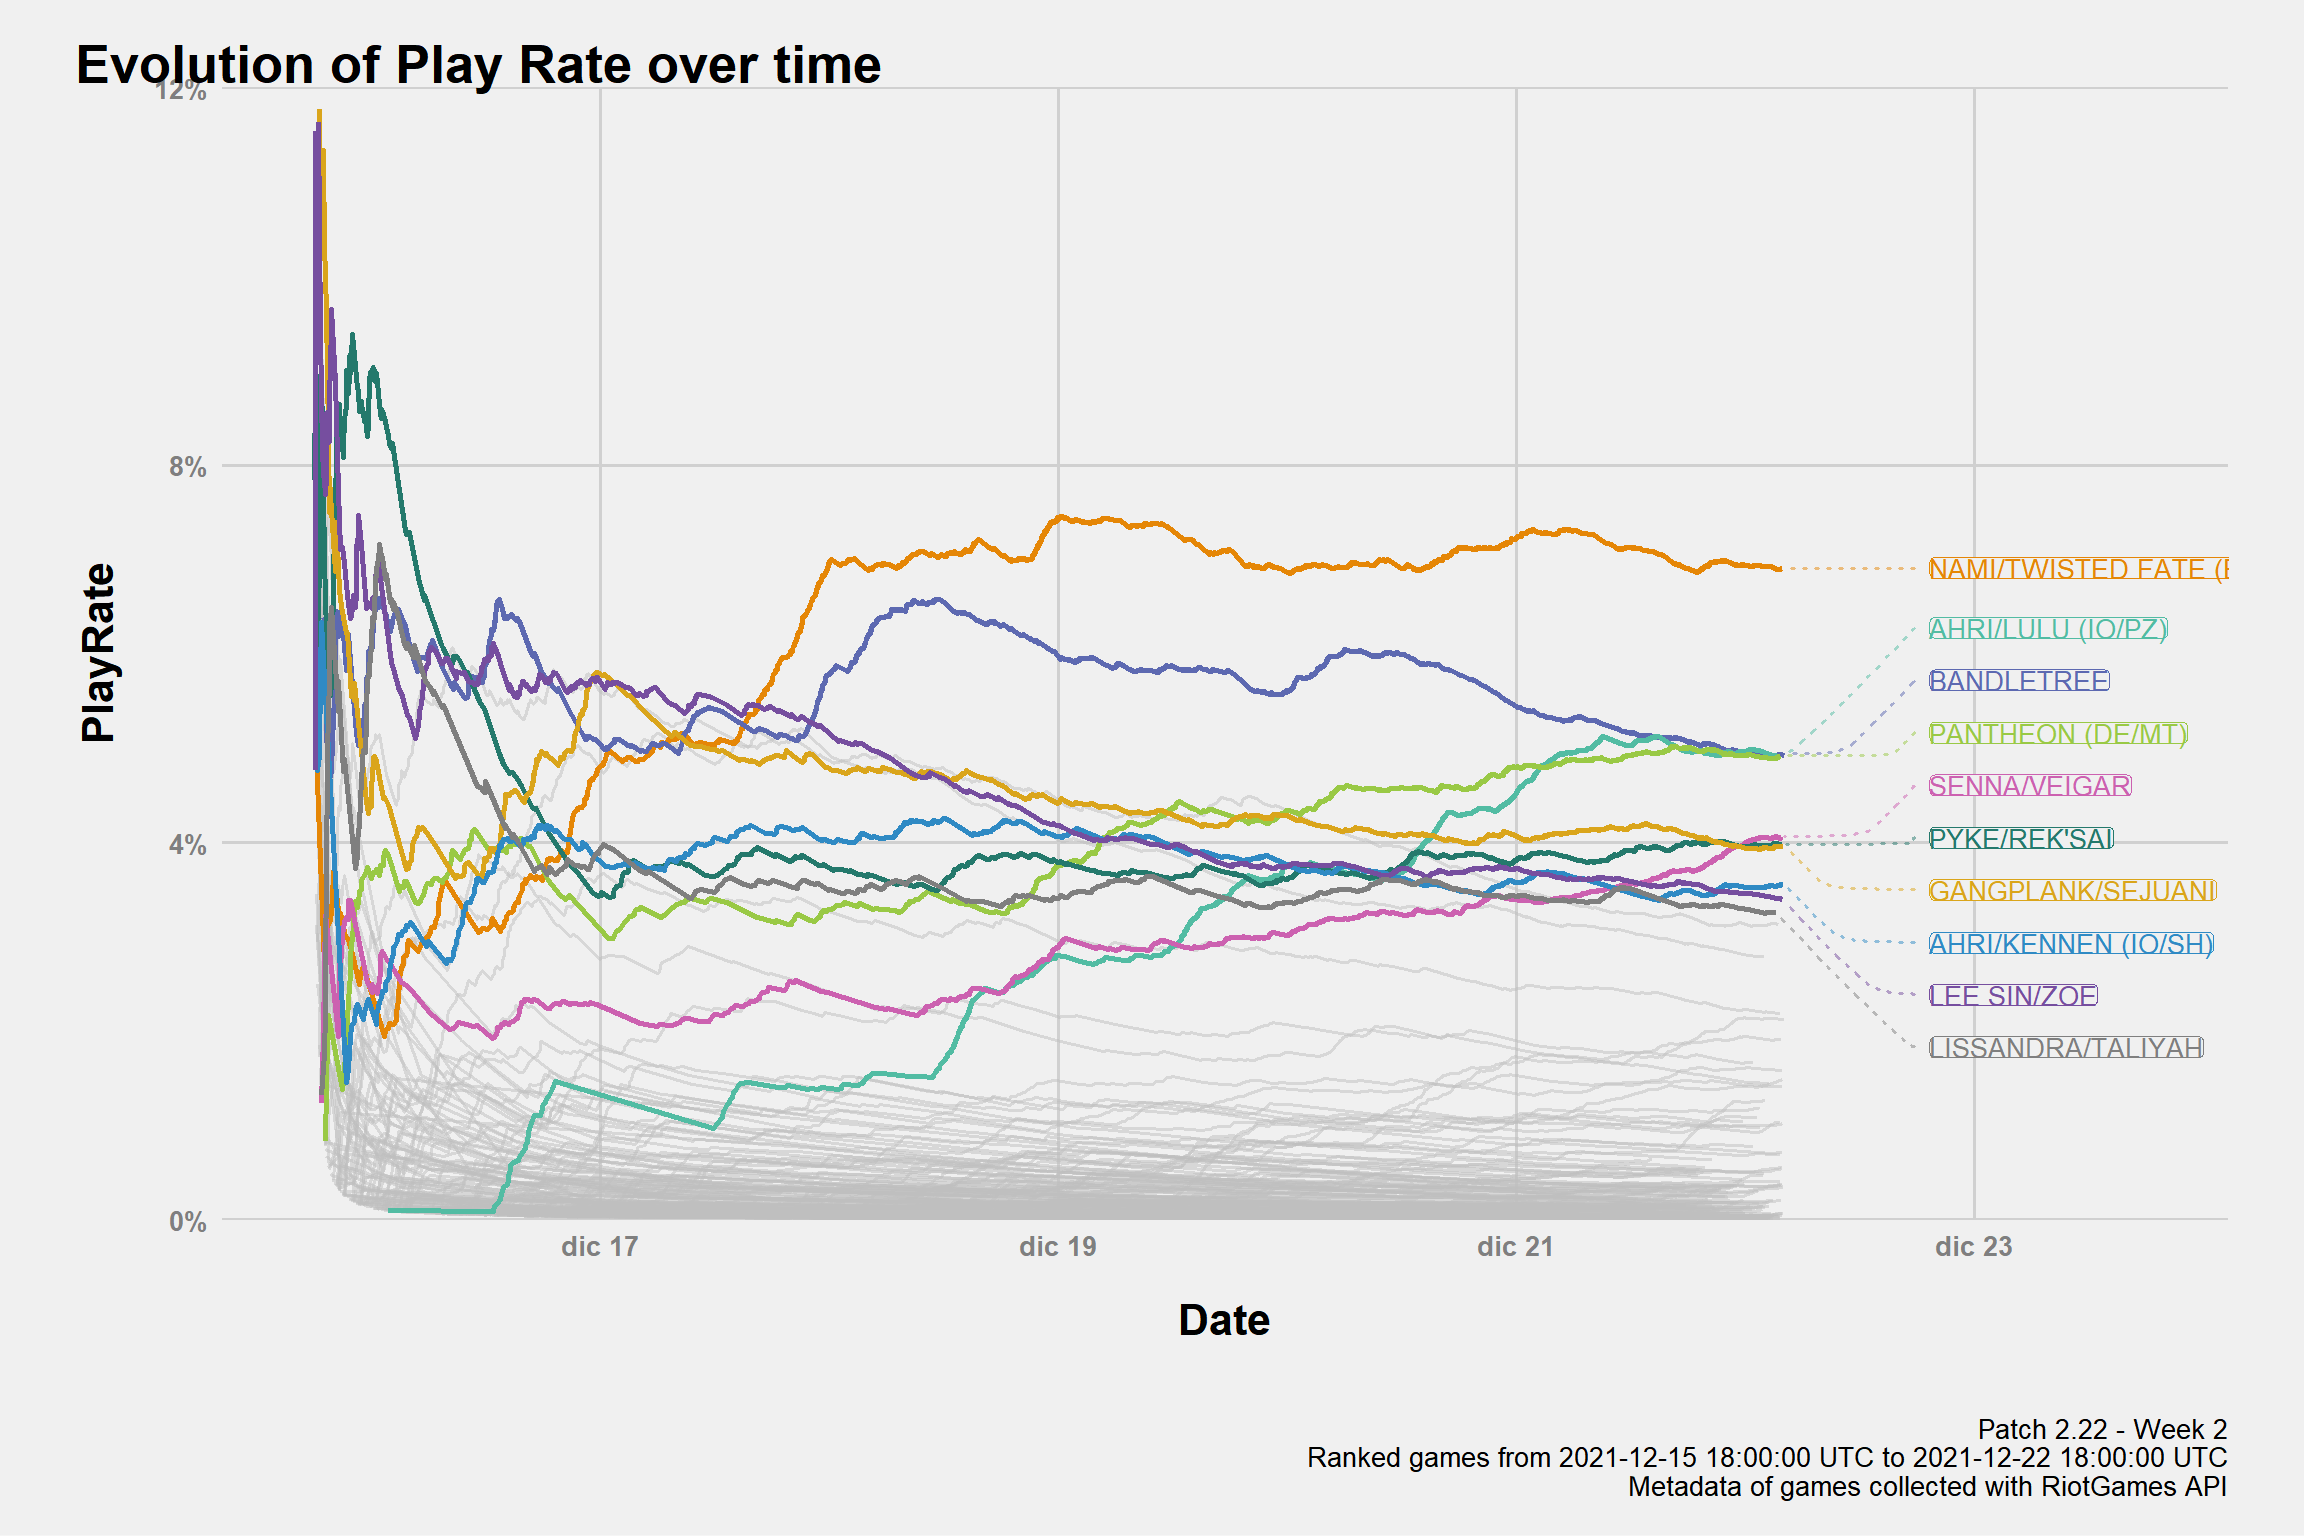 Evolution of Play Rate over time
12%
8%
4%
0%
PlayRate
dic 17
dic 19
dic 21
dic 23
Date
NAMI/TWISTED FATE (
AHRI/LULU (IO/PZ)
BANDLETREE
PANTHEON (DE/MT)
SENNA/VEIGAR
PYKE/REK'SAI
GANGPLANK/SEJUANI
AHRI/KENNEN (IO/SH)
LEE SIN/ZOE
LISSANDRA/TALIYAH
Patch 2.22 - Week 2
Ranked games from 2021-12-15 18:00:00 UTC to 2021-12-22 18:00:00 UTC
Metadata of games collected with RiotGames API